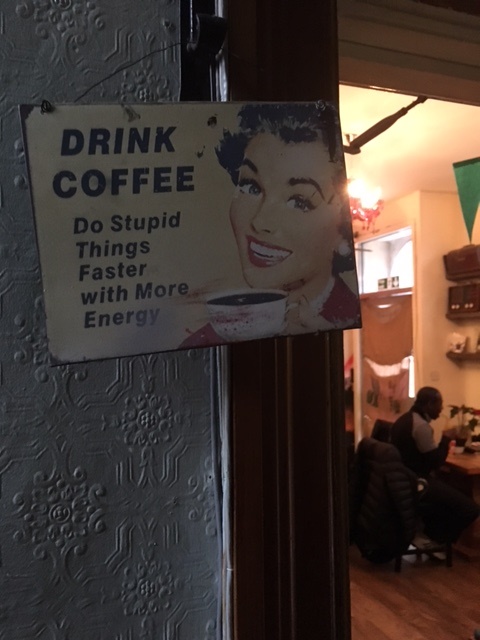 DRINK
COFFEE
Do Stupid
Things
Faster
with More
Energy